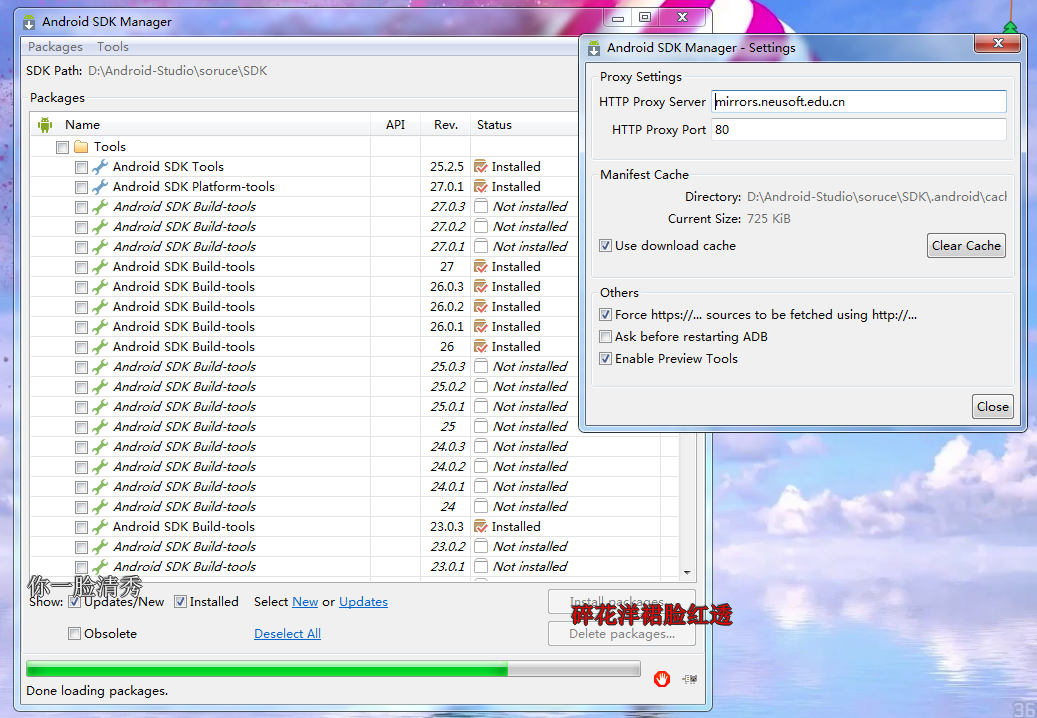 Android SDK Manager
Packages Tools
SDK Path: D:\Android-Studio\soruce\SDK
Packages
Name API Rev. Status
Tools
Android SDK Tools 25.2.5 Installed
Android SDK Platform-tools 27.0.1 Installed
Android SDK Build-tools 27.0.3 Not installed
Android SDK Build-tools 27.0.2 Not installed
Android SDK Build-tools 27.0.1 Not installed
Android SDK Build-tools 27 Installed
Android SDK Build-tools 26.0.3 Installed
Android SDK Build-tools 26.0.2 Installed
Android SDK Build-tools 26.0.1 Installed
Android SDK Build-tools 26 Installed
Android SDK Build-tools 25.0.3 Not installed
Android SDK Build-tools 25.0.2 Not installed
Android SDK Build-tools 25.0.1 Not installed
Android SDK Build-tools 25 Not installed
Android SDK Build-tools 24.0.3 Not installed
Android SDK Build-tools 24.0.2 Not installed
Android SDK Build-tools 24.0.1 Not installed
Android SDK Build-tools 24 Not installed
Android SDK Build-tools 23.0.3 Installed
Android SDK Build-tools 23.0.2 Not installed
Android SDK Build-tools 23.0.1 Not installed
你一脸清秀
Show: Updates/New Installed Select New or Updates
Install packages...
碎花洋裙脸红透
Obsolete Deselect All
Delete packages...
Done loading packages.
Android SDK Manager - Settings
Proxy Settings
HTTP Proxy Server mirrors.neusoft.edu.cn
HTTP Proxy Port 80
Manifest Cache
Directory: D:\Android-Studio\soruce\SDK\.android\cach
Current Size: 725 KiB
Use download cache Clear Cache
Others
Force https://... sources to be fetched using http://...
Ask before restarting ADB
Enable Preview Tools
Close
36